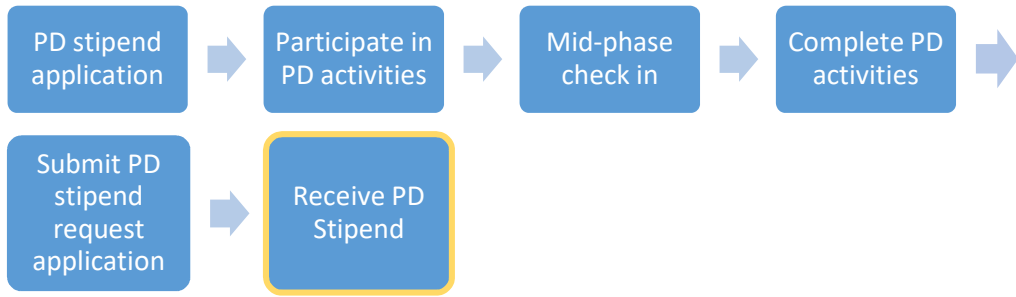 PD stipend
application
Participate in
PD activities
Mid-phase
check in
Complete PD
activities
Submit PD
stipend
request
application
Receive PD
Stipend